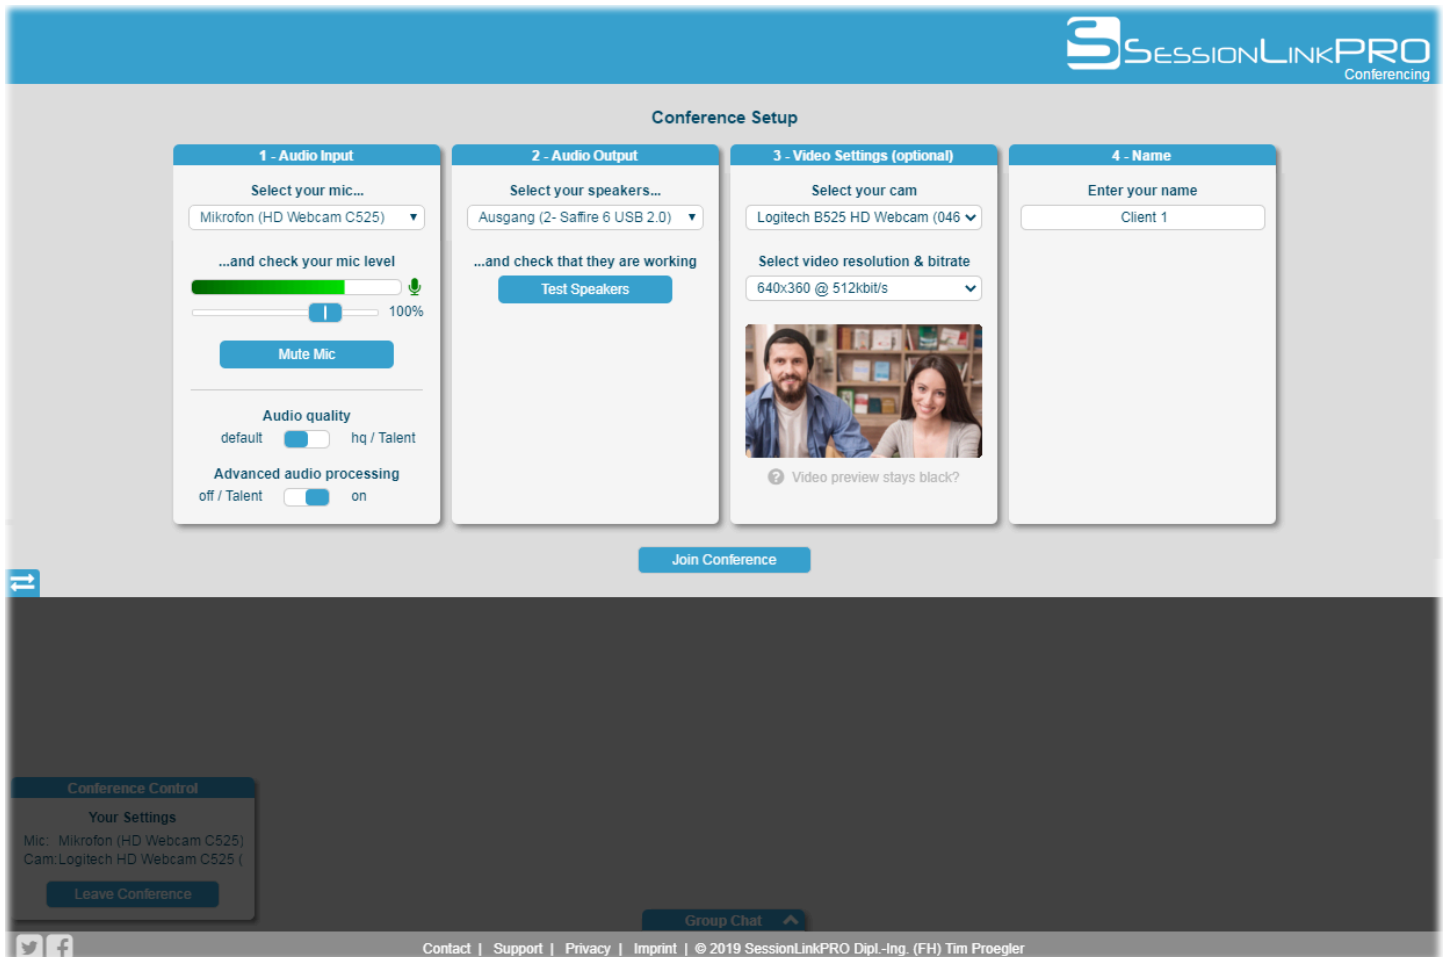 SESSIONLINKPRO
Conferencing
Conference Setup
1 - Audio Input
Select your mic...
Mikrofon (HD Webcam C525)
...and check your mic level
100%
Mute Mic
Audio quality
default hq / Talent
Advanced audio processing
off / Talent on
2 - Audio Output
Select your speakers...
Ausgang (2- Saffire 6 USB 2.0)
...and check that they are working
Test Speakers
3 - Video Settings (optional)
Select your cam
Logitech B525 HD Webcam (046
Select video resolution & bitrate
640x360 @ 512kbit/s
Video preview stays black?
4 - Name
Enter your name
Client 1
Join Conference
Conference Control
Your Settings
Mic: Mikrofon (HD Webcam C525)
Cam:Logitech HD Webcam C525 (
Leave Conference
Group Chat
Contact | Support | Privacy | Imprint | © 2019 SessionLinkPRO Dipl.-Ing. (FH) Tim Proegler